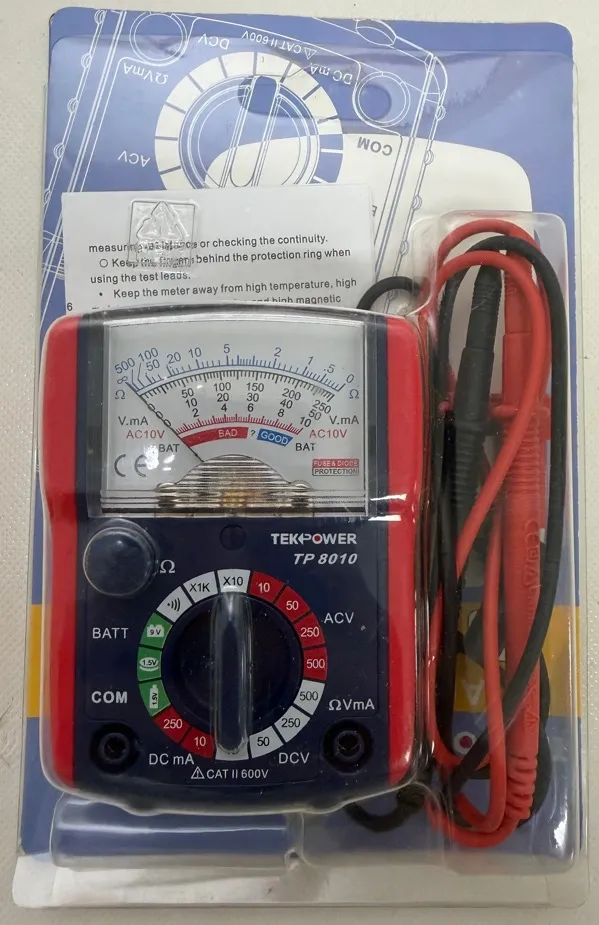 CAT II 600V
DCV
DC mA
ΩVmA
ACV
COM
or checking the continuity.
behind the protection ring when
using the test leads.
• Keep the meter away from high temperature, high
6
and high magnetic
500 100 50 20 10 5 2 1 .5 0
∞
Ω Ω
50 100 150 200 250
10 20 30 40 50
2 4 6 8 10
V.mA V.mA
AC10V AC10V
BAD ? GOOD
BAT BAT
CE
FUSE & DIODE
PROTECTION
TEKPOWER
TP 8010
Ω
X1K X10 10
50
ACV
BATT 9V 250
1.5V 500
COM 1.5V 500 ΩVmA
250 250
10 50
DC mA DCV
CAT II 600V